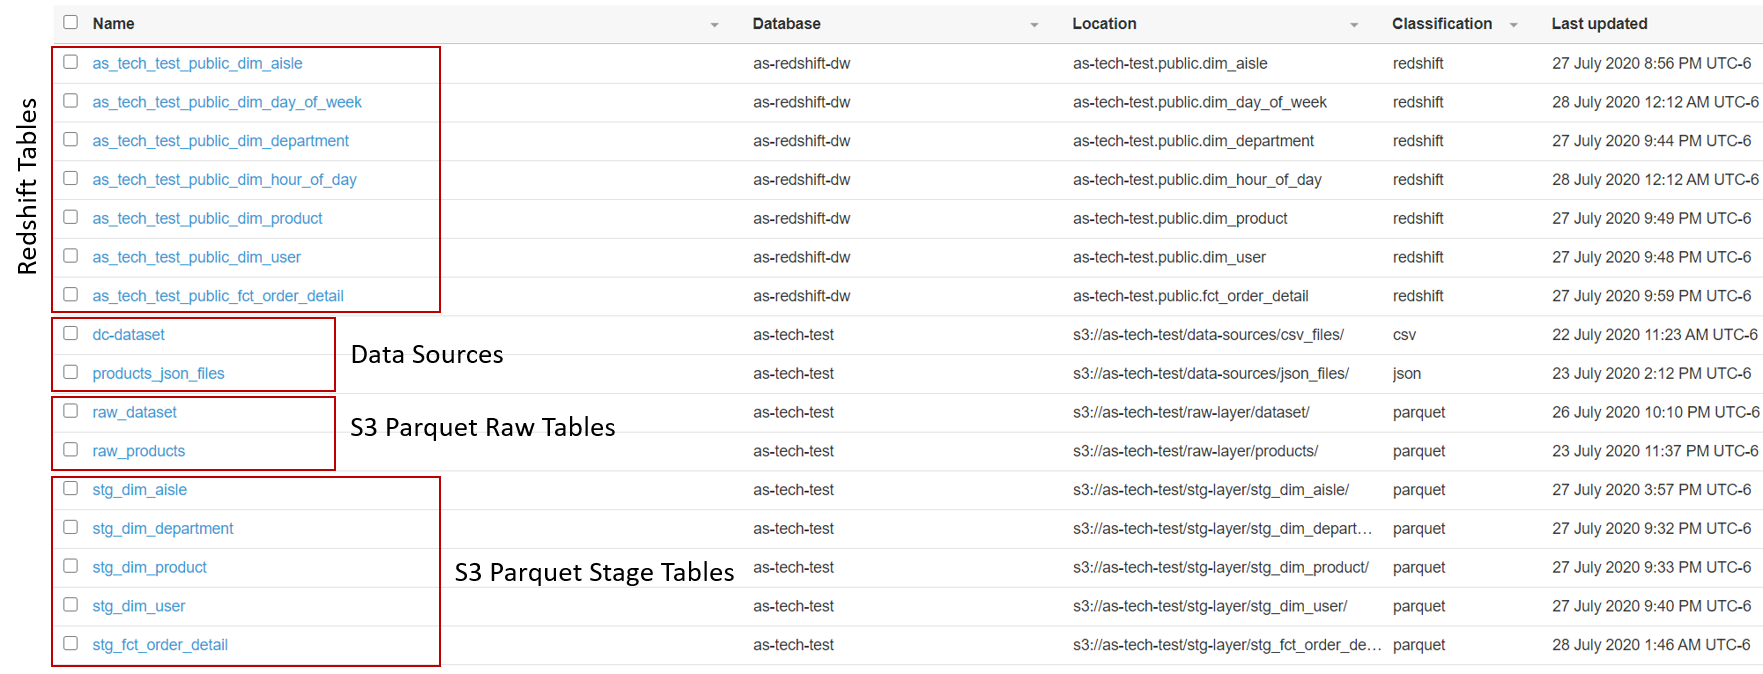 Name Database Location Classification Last updated
Redshift Tables
as_tech_test_public_dim_aisle as-redshift-dw as-tech-test.public.dim_aisle redshift 27 July 2020 8:56 PM UTC-6
as_tech_test_public_dim_day_of_week as-redshift-dw as-tech-test.public.dim_day_of_week redshift 28 July 2020 12:12 AM UTC-6
as_tech_test_public_dim_department as-redshift-dw as-tech-test.public.dim_department redshift 27 July 2020 9:44 PM UTC-6
as_tech_test_public_dim_hour_of_day as-redshift-dw as-tech-test.public.dim_hour_of_day redshift 28 July 2020 12:12 AM UTC-6
as_tech_test_public_dim_product as-redshift-dw as-tech-test.public.dim_product redshift 27 July 2020 9:49 PM UTC-6
as_tech_test_public_dim_user as-redshift-dw as-tech-test.public.dim_user redshift 27 July 2020 9:48 PM UTC-6
as_tech_test_public_fct_order_detail as-redshift-dw as-tech-test.public.fct_order_detail redshift 27 July 2020 9:59 PM UTC-6
dc-dataset as-tech-test s3://as-tech-test/data-sources/csv_files/ csv 22 July 2020 11:23 AM UTC-6
Data Sources
products_json_files as-tech-test s3://as-tech-test/data-sources/json_files/ json 23 July 2020 2:12 PM UTC-6
raw_dataset as-tech-test s3://as-tech-test/raw-layer/dataset/ parquet 26 July 2020 10:10 PM UTC-6
S3 Parquet Raw Tables
raw_products as-tech-test s3://as-tech-test/raw-layer/products/ parquet 23 July 2020 11:37 PM UTC-6
stg_dim_aisle as-tech-test s3://as-tech-test/stg-layer/stg_dim_aisle/ parquet 27 July 2020 3:57 PM UTC-6
stg_dim_department as-tech-test s3://as-tech-test/stg-layer/stg_dim_depart... parquet 27 July 2020 9:32 PM UTC-6
stg_dim_product as-tech-test s3://as-tech-test/stg-layer/stg_dim_product/ parquet 27 July 2020 9:33 PM UTC-6
S3 Parquet Stage Tables
stg_dim_user as-tech-test s3://as-tech-test/stg-layer/stg_dim_user/ parquet 27 July 2020 9:40 PM UTC-6
stg_fct_order_detail as-tech-test s3://as-tech-test/stg-layer/stg_fct_order_de... parquet 28 July 2020 1:46 AM UTC-6